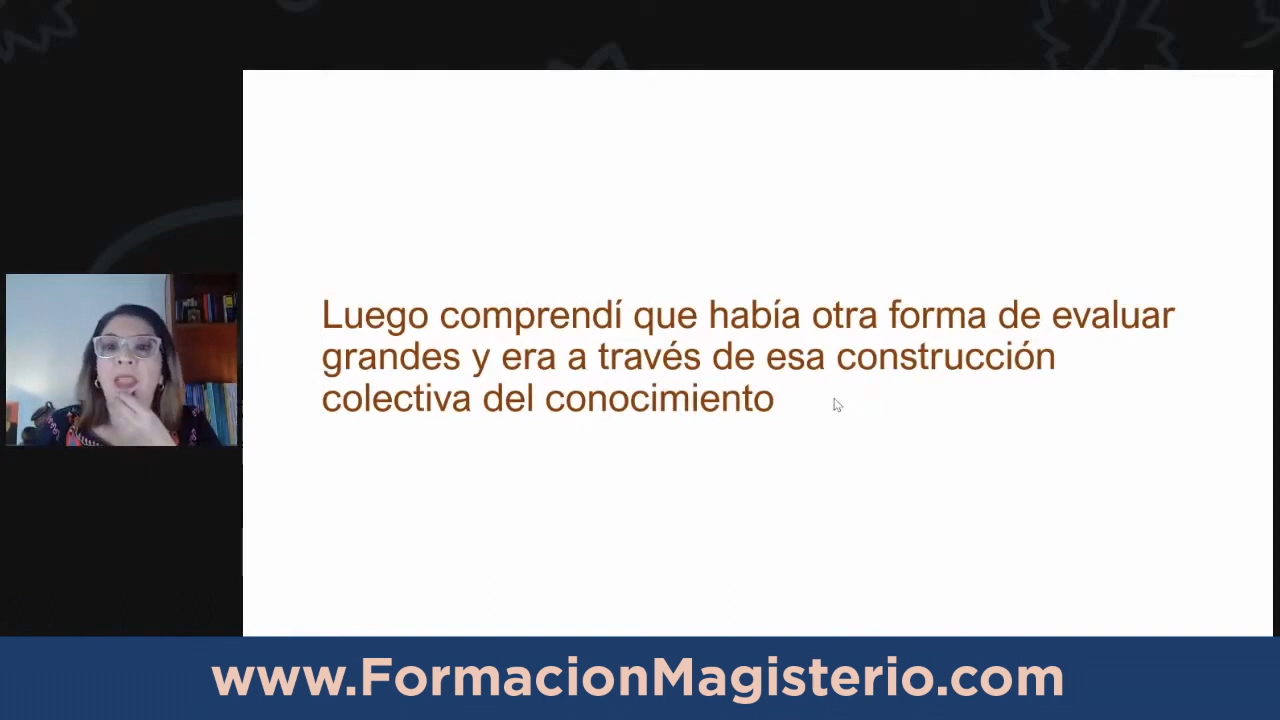 Luego comprendí que había otra forma de evaluar
grandes y era a través de esa construcción
colectiva del conocimiento
www.FormacionMagisterio.com